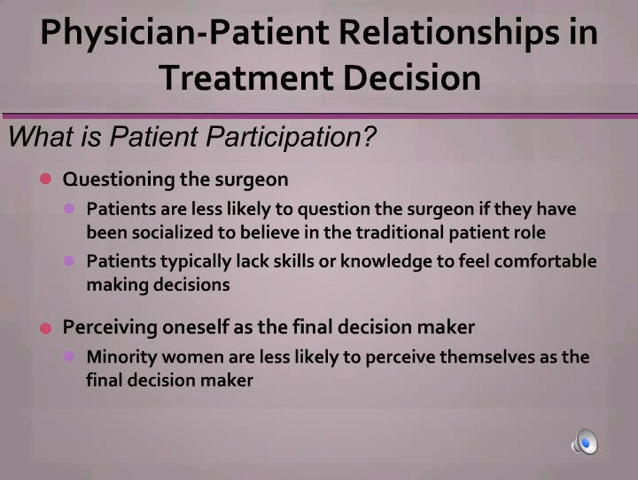 Physician-Patient Relationships in
Treatment Decision
What is Patient Participation?
Questioning the surgeon
Patients are less likely to question the surgeon if they have
been socialized to believe in the traditional patient role
Patients typically lack skills or knowledge to feel comfortable
making decisions
Perceiving oneself as the final decision maker
Minority women are less likely to perceive themselves as the
final decision maker